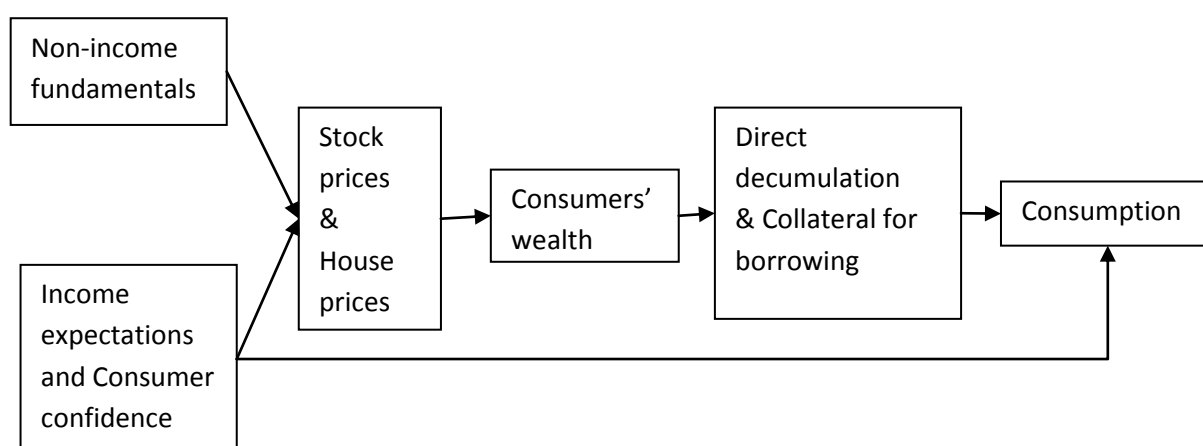 Non-income
fundamentals
Stock
prices
&
House
prices
Consumers’
wealth
Direct
decumulation
& Collateral for
borrowing
Consumption
Income
expectations
and Consumer
confidence